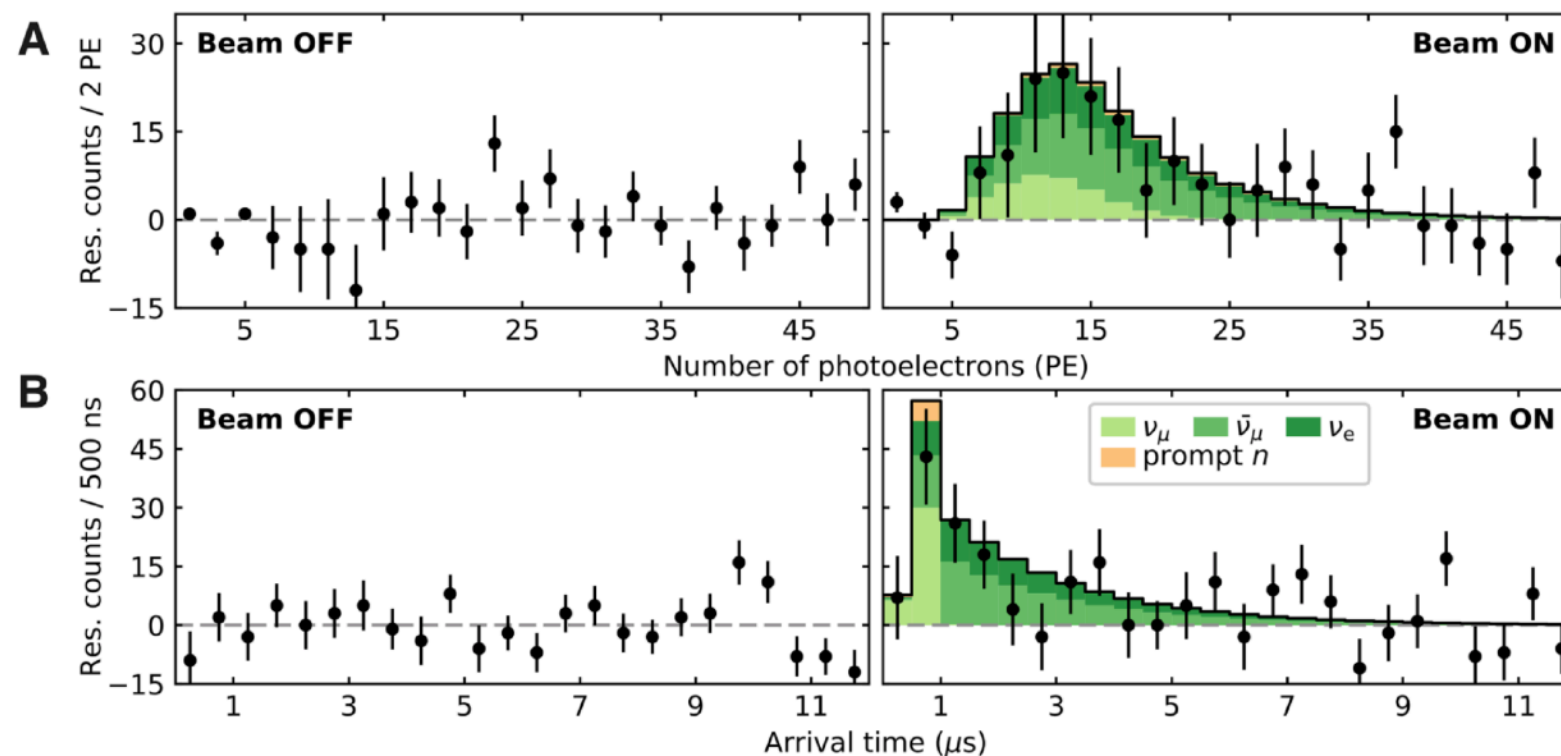 A
Res. counts / 2 PE
30
15
0
−15
Beam OFF
Beam ON
5 15 25 35 45
5 15 25 35 45
Number of photoelectrons (PE)
B
Res. counts / 500 ns
60
45
30
15
0
−15
Beam OFF
Beam ON
νμ ν̄μ νe
prompt n
1 3 5 7 9 11
1 3 5 7 9 11
Arrival time (μs)